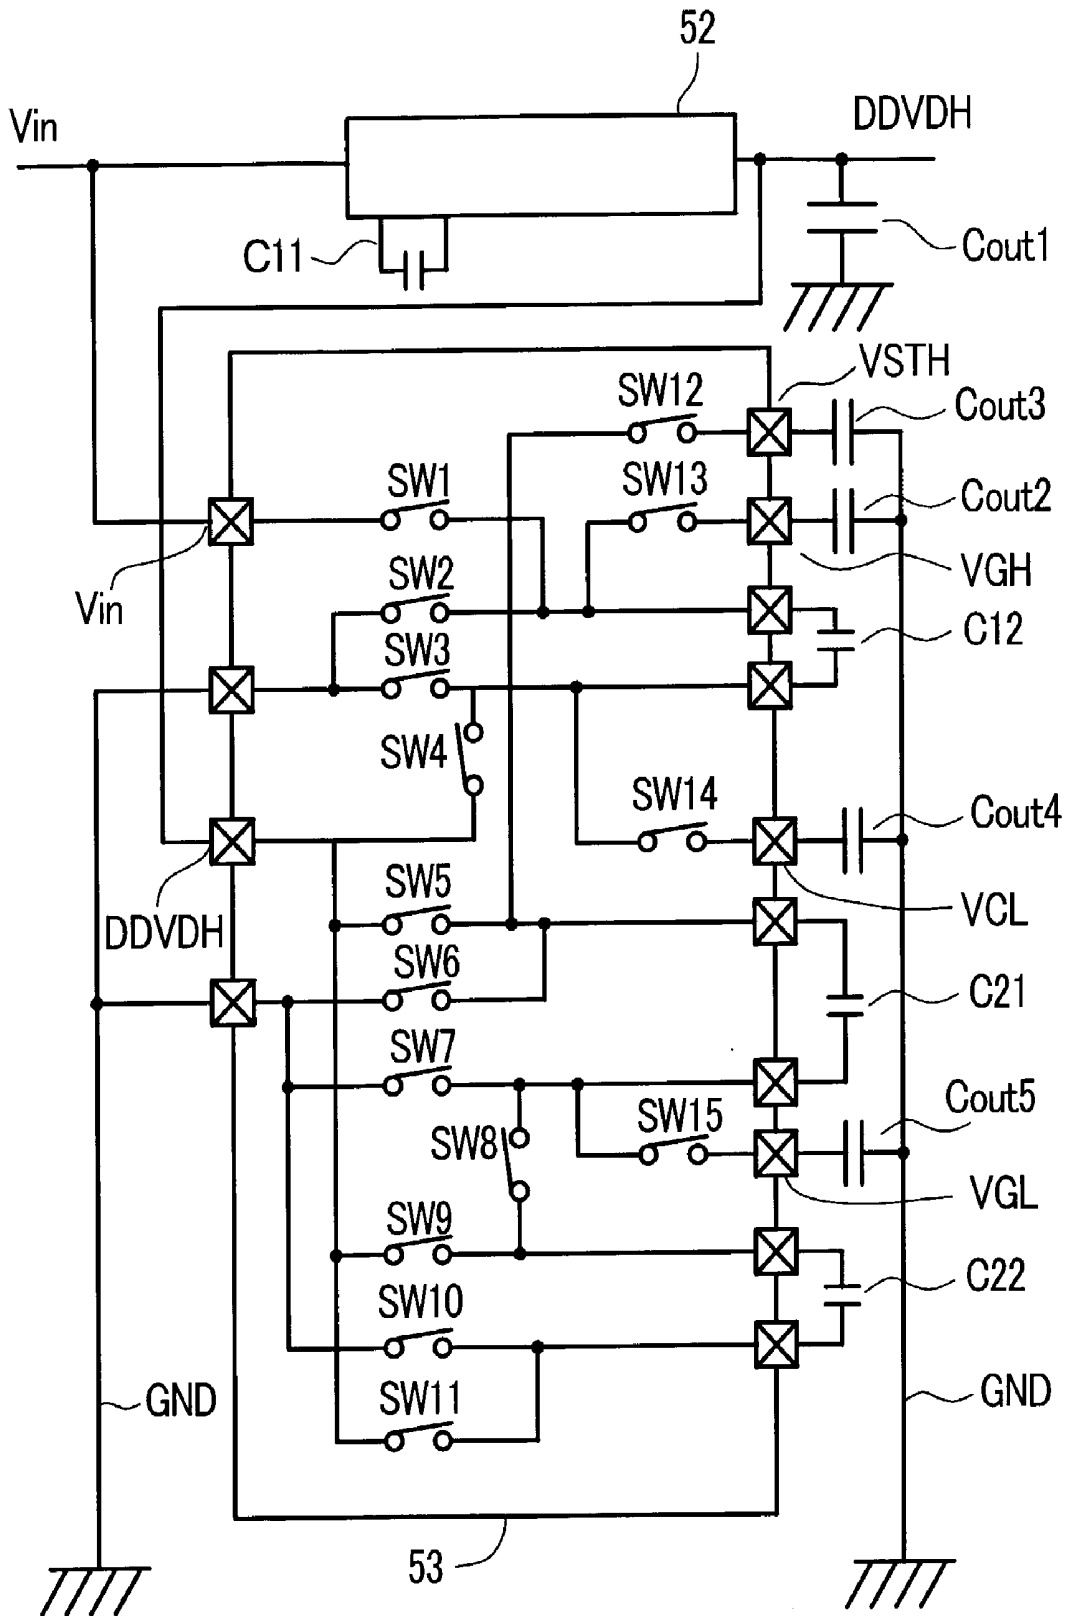 52
Vin
DDVDH
C11
Cout1
VSTH
SW12
Cout3
SW1
SW13
Cout2
SW2
VGH
Vin
C12
SW3
SW4
SW14
Cout4
SW5
VCL
DDVDH
SW6
C21
SW7
Cout5
SW15
SW8
VGL
SW9
C22
SW10
GND
SW11
GND
53